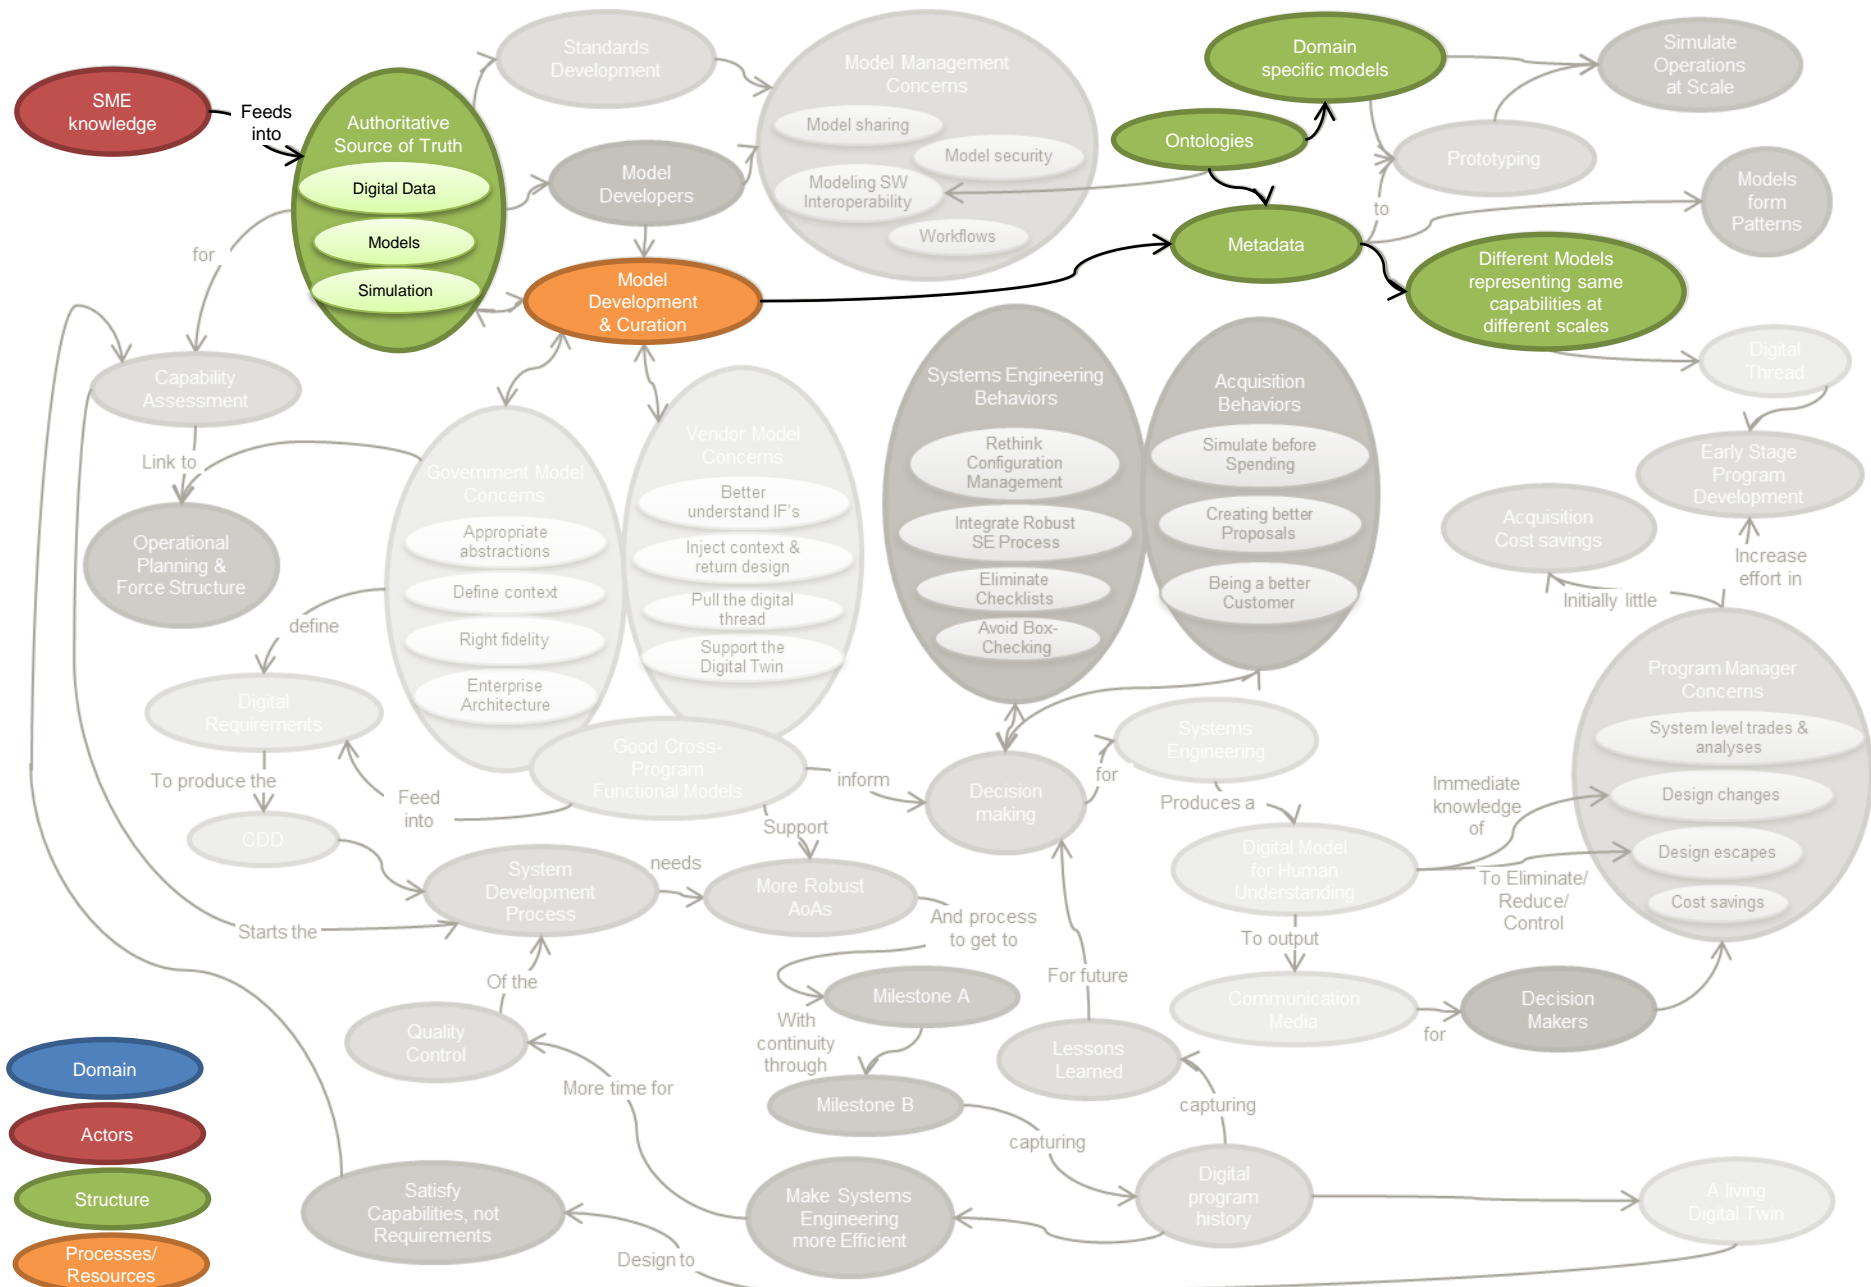 Standards
Development
Model Management
Concerns
Model sharing
Model security
Modeling SW
Interoperability
Workflows
Domain
specific models
Simulate
Operations
at Scale
SME
knowledge
Feeds
into
Authoritative
Source of Truth
Digital Data
Models
Simulation
Model
Developers
Ontologies
Prototyping
to
Models
form
Patterns
Metadata
Different Models
representing same
capabilities at
different scales
for
Model
Development
& Curation
Digital
Thread
Capability
Assessment
Link to
Operational
Planning &
Force Structure
Government Model
Concerns
Appropriate
abstractions
Define context
Right fidelity
Enterprise
Architecture
Vendor Model
Concerns
Better
understand IF's
Inject context &
return design
Pull the digital
thread
Support the
Digital Twin
Systems Engineering
Behaviors
Rethink
Configuration
Management
Integrate Robust
SE Process
Eliminate
Checklists
Avoid Box-
Checking
Acquisition
Behaviors
Simulate before
Spending
Creating better
Proposals
Being a better
Customer
Early Stage
Program
Development
Acquisition
Cost savings
Increase
effort in
Initially little
Program Manager
Concerns
System level trades &
analyses
Design changes
Design escapes
Cost savings
define
Digital
Requirements
To produce the
CDD
Feed
into
Good Cross-
Program
Functional Models
inform
Support
Decision
making
for
Systems
Engineering
Produces a
Digital Model
for Human
Understanding
Immediate
knowledge
of
To Eliminate/
Reduce/
Control
System
Development
Process
needs
More Robust
AoAs
And process
to get to
Starts the
Of the
To output
Quality
Control
Milestone A
With
continuity
through
Milestone B
For future
Lessons
Learned
Communication
Media
for
Decision
Makers
More time for
capturing
capturing
Domain
Actors
Structure
Processes/
Resources
Satisfy
Capabilities, not
Requirements
Design to
Make Systems
Engineering
more Efficient
Digital
program
history
A living
Digital Twin